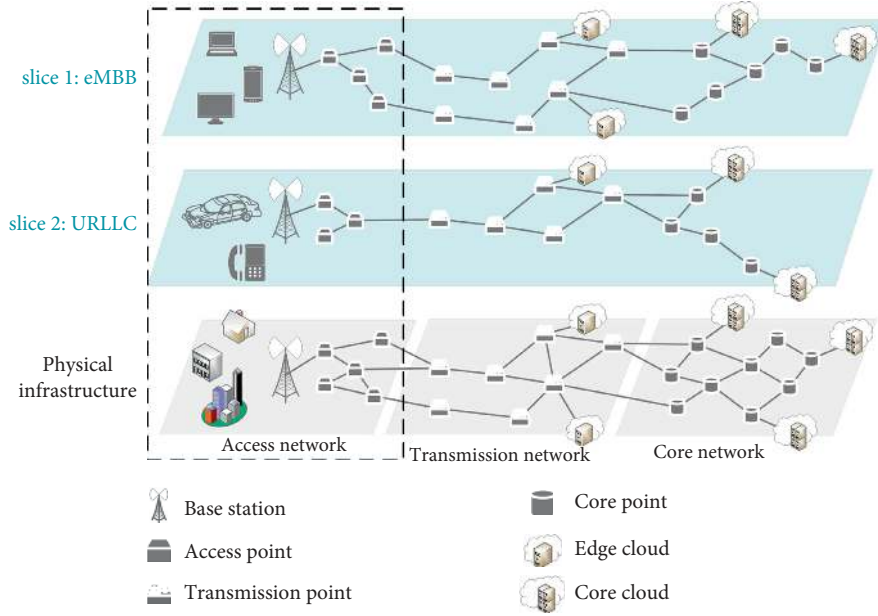 slice 1: eMBB
slice 2: URLLC
Physical
infrastructure
Access network
Transmission network
Core network
Base station
Core point
Access point
Edge cloud
Transmission point
Core cloud